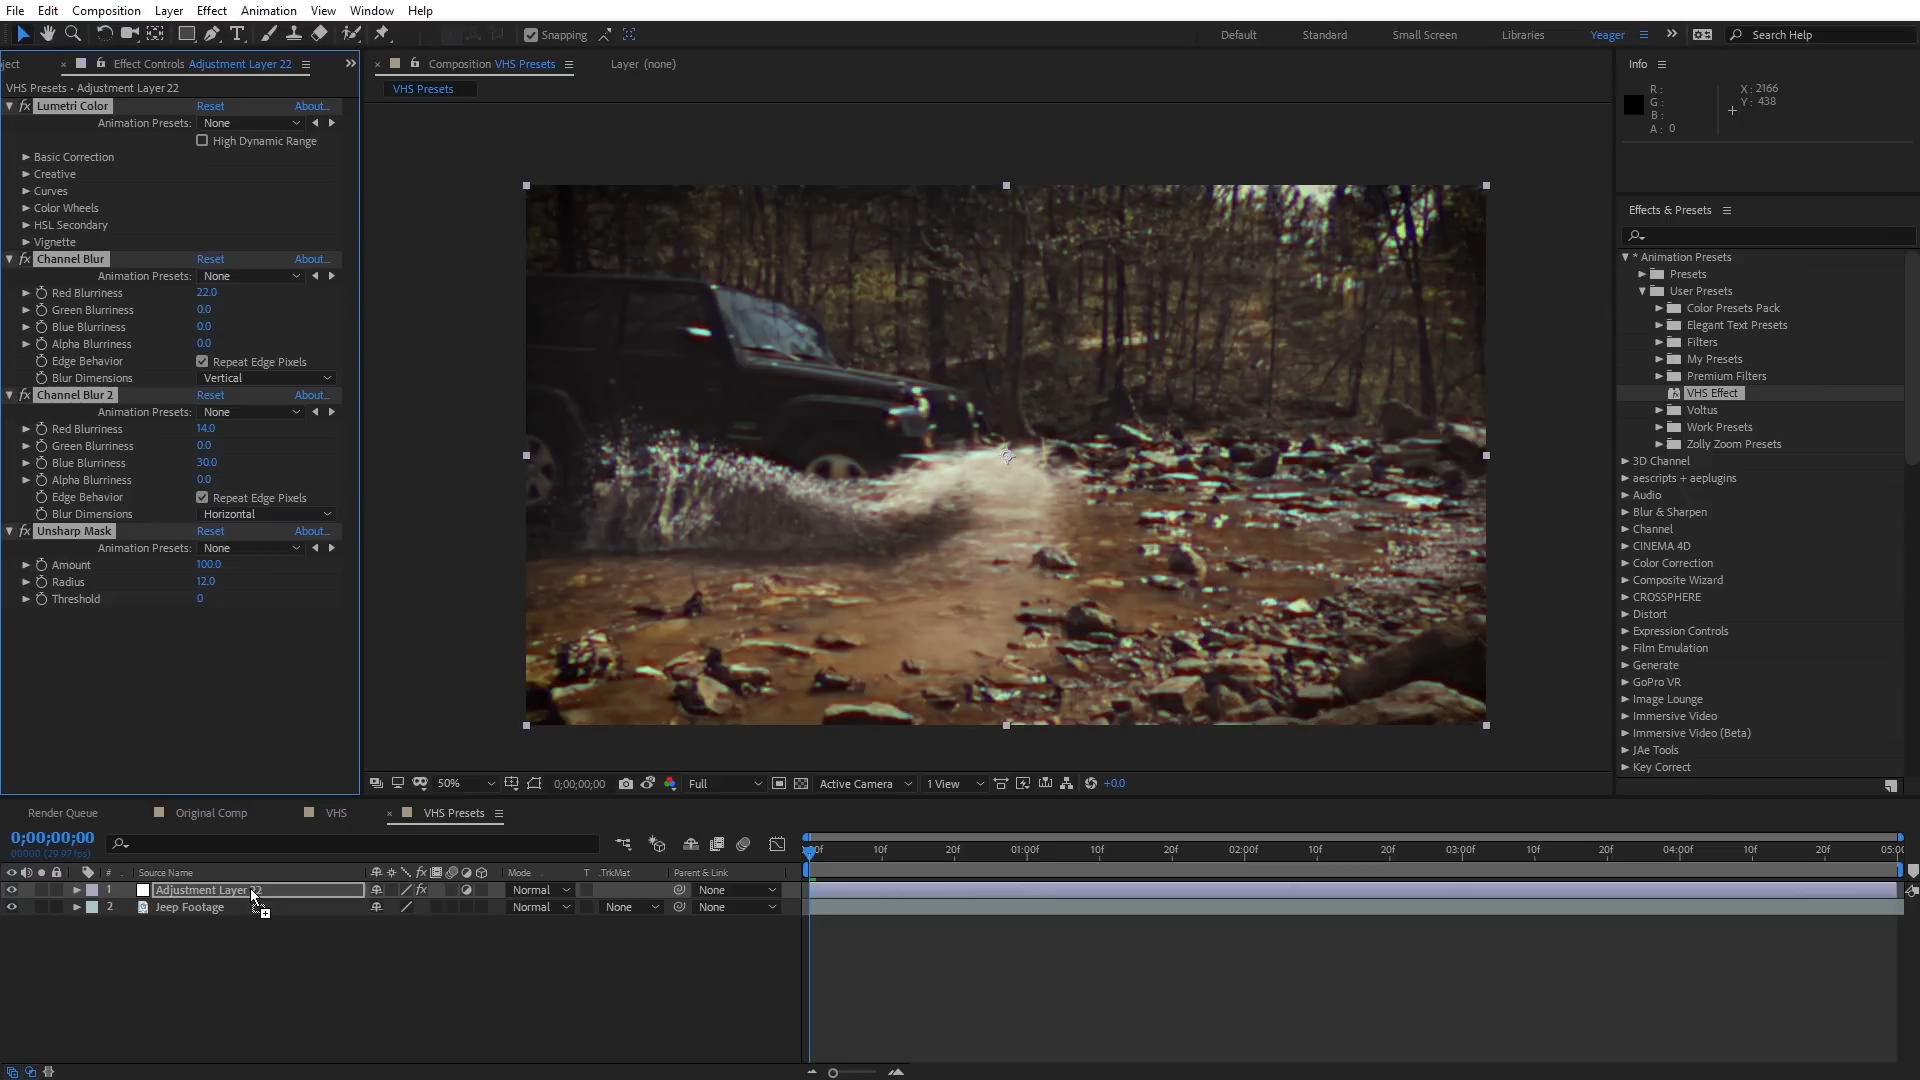 File Edit Composition Layer Effect Animation View Window Help
Snapping Default Standard Small Screen Libraries Yeager Search Help
ject Effect Controls Adjustment Layer 22
VHS Presets • Adjustment Layer 22
fx Lumetri Color Reset About...
Animation Presets: None
High Dynamic Range
Basic Correction
Creative
Curves
Color Wheels
HSL Secondary
Vignette
fx Channel Blur Reset About...
Animation Presets: None
Red Blurriness 22.0
Green Blurriness 0.0
Blue Blurriness 0.0
Alpha Blurriness 0.0
Edge Behavior Repeat Edge Pixels
Blur Dimensions Vertical
fx Channel Blur 2 Reset About...
Animation Presets: None
Red Blurriness 14.0
Green Blurriness 0.0
Blue Blurriness 30.0
Alpha Blurriness 0.0
Edge Behavior Repeat Edge Pixels
Blur Dimensions Horizontal
fx Unsharp Mask Reset About...
Animation Presets: None
Amount 100.0
Radius 12.0
Threshold 0
Composition VHS Presets Layer (none)
VHS Presets
50% 0;00;00;00 Full Active Camera 1 View +0.0
Info
R : X : 2166
G : Y : 438
B :
A : 0
Effects & Presets
* Animation Presets
Presets
User Presets
Color Presets Pack
Elegant Text Presets
Filters
My Presets
Premium Filters
VHS Effect
Voltus
Work Presets
Zolly Zoom Presets
3D Channel
aescripts + aeplugins
Audio
Blur & Sharpen
Channel
CINEMA 4D
Color Correction
Composite Wizard
CROSSPHERE
Distort
Expression Controls
Film Emulation
Generate
GoPro VR
Image Lounge
Immersive Video
Immersive Video (Beta)
JAe Tools
Key Correct
Render Queue Original Comp VHS VHS Presets
0;00;00;00
00000 (29.97 fps)
10f 20f 01:00f 10f 20f 02:00f 10f 20f 03:00f 10f 20f 04:00f 10f 20f 05:00
# Source Name fx Mode T .TrkMat Parent & Link
1 Adjustment Layer 22 fx Normal None
2 Jeep Footage Normal None None